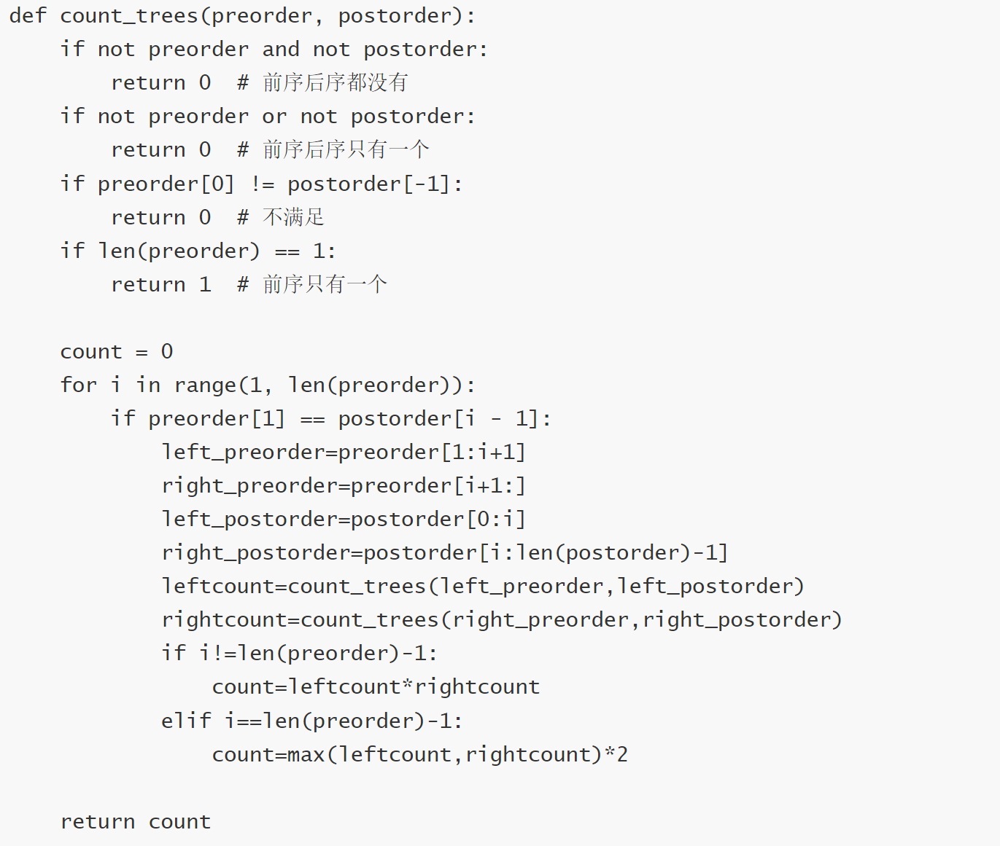 def count_trees(preorder, postorder):
    if not preorder and not postorder:
        return 0  # 前序后序都没有
    if not preorder or not postorder:
        return 0  # 前序后序只有一个
    if preorder[0] != postorder[-1]:
        return 0  # 不满足
    if len(preorder) == 1:
        return 1  # 前序只有一个

    count = 0
    for i in range(1, len(preorder)):
        if preorder[1] == postorder[i - 1]:
            left_preorder=preorder[1:i+1]
            right_preorder=preorder[i+1:]
            left_postorder=postorder[0:i]
            right_postorder=postorder[i:len(postorder)-1]
            leftcount=count_trees(left_preorder,left_postorder)
            rightcount=count_trees(right_preorder,right_postorder)
            if i!=len(preorder)-1:
                count=leftcount*rightcount
            elif i==len(preorder)-1:
                count=max(leftcount,rightcount)*2

    return count